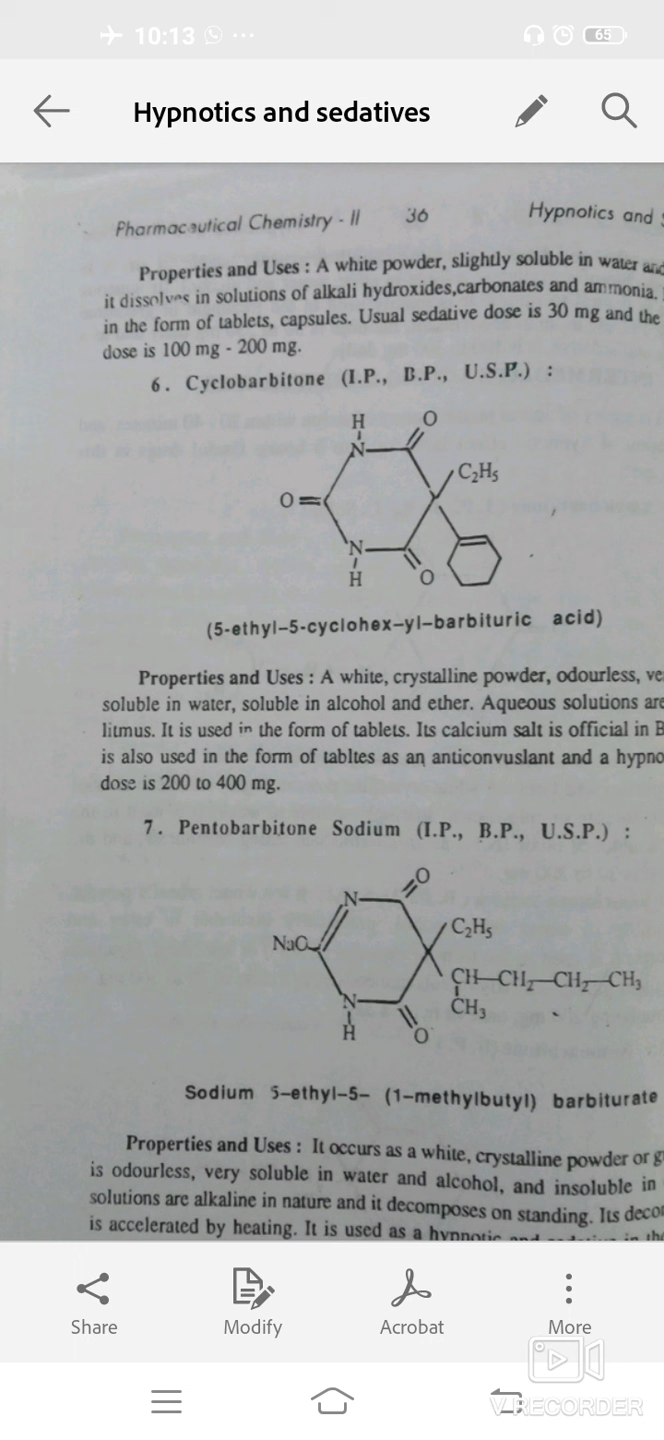 10:13
65
Hypnotics and sedatives
Pharmaceutical Chemistry - II 36 Hypnotics and
Properties and Uses : A white powder, slightly soluble in water and
it dissolves in solutions of alkali hydroxides,carbonates and ammonia.
in the form of tablets, capsules. Usual sedative dose is 30 mg and the
dose is 100 mg - 200 mg.
6. Cyclobarbitone (I.P., B.P., U.S.P.) :
H
O
N
C₂H₅
O
N
H
O
(5-ethyl-5-cyclohex-yl-barbituric acid)
Properties and Uses : A white, crystalline powder, odourless,
soluble in water, soluble in alcohol and ether. Aqueous solutions are
litmus. It is used in the form of tablets. Its calcium salt is official in B
is also used in the form of tabltes as an anticonvuslant and a hypno
dose is 200 to 400 mg.
7. Pentobarbitone Sodium (I.P., B.P., U.S.P.) :
O
N
C₂H₅
NaO
CH-CH₂-CH₂-CH₃
N
CH₃
H
O
Sodium 5-ethyl-5- (1-methylbutyl) barbiturate
Properties and Uses : It occurs as a white, crystalline powder or
is odourless, very soluble in water and alcohol, and insoluble in
solutions are alkaline in nature and it decomposes on standing. Its
is accelerated by heating. It is used as a hypnotic and
Share Modify Acrobat More
V RECORDER